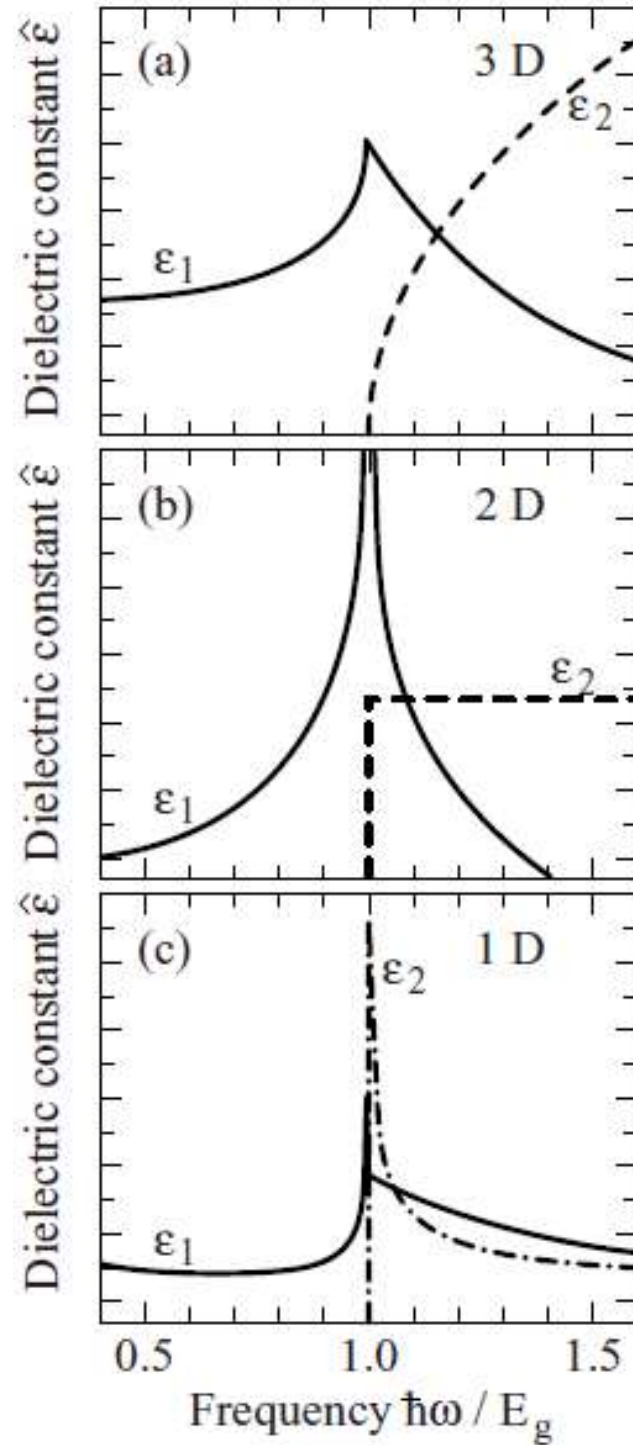 Dielectric constant ε̂
(a)
3 D
ε₁
ε₂
Dielectric constant ε̂
(b)
2 D
ε₁
ε₂
Dielectric constant ε̂
(c)
1 D
ε₁
ε₂
0.5 1.0 1.5
Frequency ħω / E_g